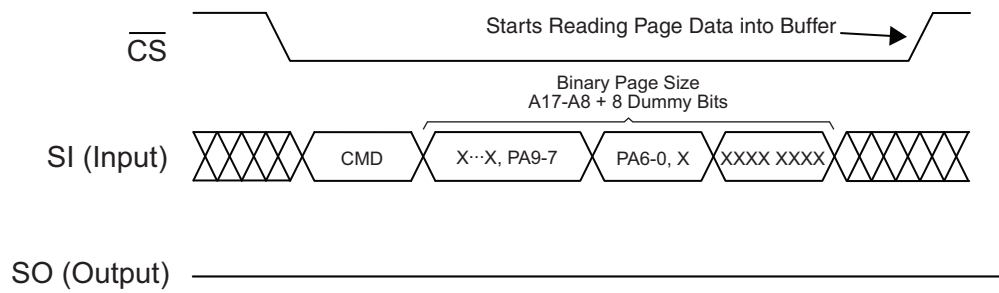 Starts Reading Page Data into Buffer
CS
Binary Page Size
A17-A8 + 8 Dummy Bits
SI (Input)
CMD
X···X, PA9-7
PA6-0, X
XXXX XXXX
SO (Output)